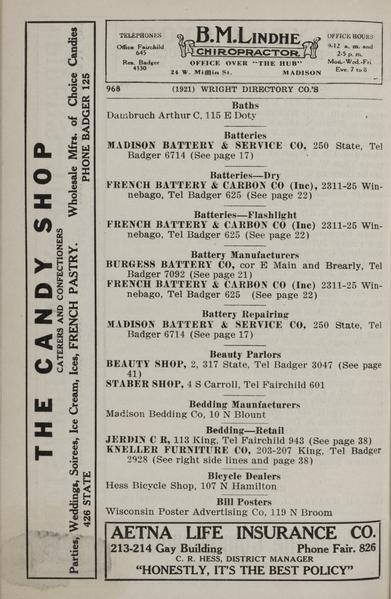 THE CANDY SHOP
CATERERS AND CONFECTIONERS
Parties, Weddings, Soirees, Ice Cream, Ices, FRENCH PASTRY. Wholesale Mfrs. of Choice Candies
426 STATE PHONE BADGER 125
TELEPHONES
Office Fairchild
645
Res. Badger
4330
B.M. LINDHE
CHIROPRACTOR
OFFICE OVER "THE HUB"
24 W. Mifflin St. MADISON
OFFICE HOURS
9-12 a. m. and
2-5 p. m.
Mon.-Wed.-Fri.
Eve. 7 to 8
968 (1921) WRIGHT DIRECTORY CO.'S
Baths
Dambruch Arthur C, 115 E Doty
Batteries
MADISON BATTERY & SERVICE CO, 250 State, Tel
Badger 6714 (See page 17)
Batteries—Dry
FRENCH BATTERY & CARBON CO (Inc), 2311-25 Win-
nebago, Tel Badger 625 (See page 22)
Batteries—Flashlight
FRENCH BATTERY & CARBON CO (Inc) 2311-25 Win-
nebago, Tel Badger 625 (See page 22)
Battery Manufacturers
BURGESS BATTERY CO, cor E Main and Brearly, Tel
Badger 7092 (See page 21)
FRENCH BATTERY & CARBON CO (Inc) 2311-25 Win-
nebago, Tel Badger 625 (See page 22)
Battery Repairing
MADISON BATTERY & SERVICE CO, 250 State, Tel
Badger 6714 (See page 17)
Beauty Parlors
BEAUTY SHOP, 2, 317 State, Tel Badger 3047 (See page
41)
STABER SHOP, 4 S Carroll, Tel Fairchild 601
Bedding Maunfacturers
Madison Bedding Co, 10 N Blount
Bedding—Retail
JERDIN C R, 113 King, Tel Fairchild 943 (See page 38)
KNELLER FURNITURE CO, 203-207 King, Tel Badger
2928 (See right side lines and page 38)
Bicycle Dealers
Hess Bicycle Shop, 107 N Hamilton
Bill Posters
Wisconsin Poster Advertising Co, 119 N Broom
AETNA LIFE INSURANCE CO.
213-214 Gay Building Phone Fair. 826
C. R. HESS, DISTRICT MANAGER
"HONESTLY, IT'S THE BEST POLICY"